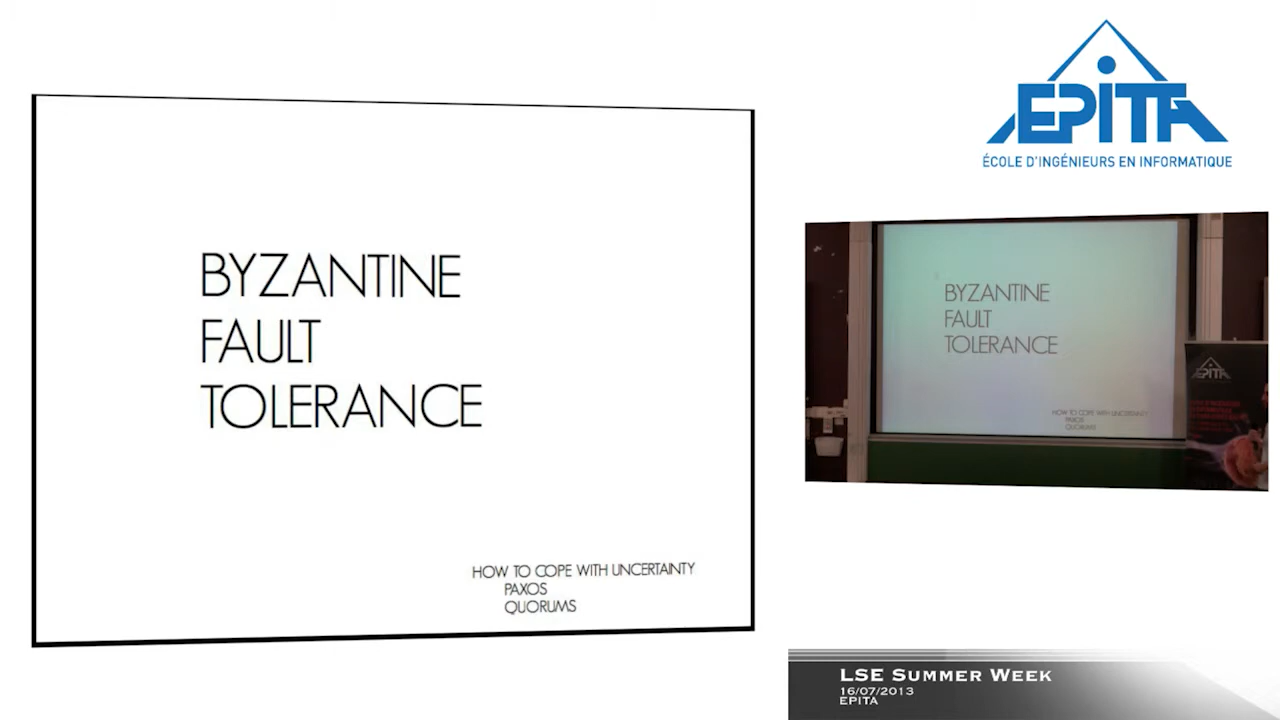 BYZANTINE
FAULT
TOLERANCE
HOW TO COPE WITH UNCERTAINTY
PAXOS
QUORUMS
EPITA
ÉCOLE D'INGÉNIEURS EN INFORMATIQUE
BYZANTINE
FAULT
TOLERANCE
HOW TO COPE WITH UNCERTAINTY
PAXOS
QUORUMS
EPITA
LSE SUMMER WEEK
16/07/2013
EPITA